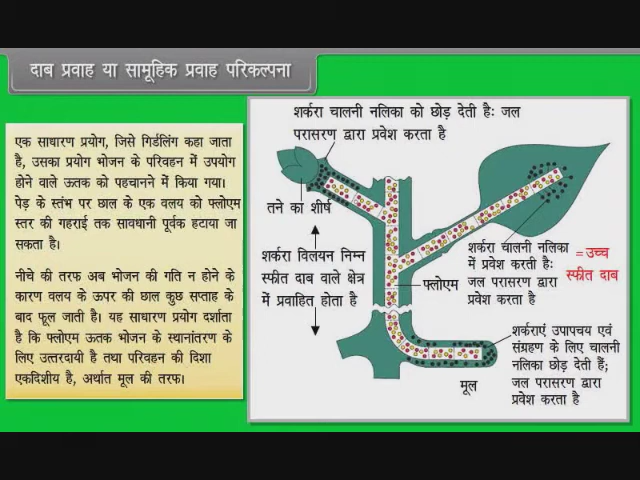 दाब प्रवाह या सामूहिक प्रवाह परिकल्पना
एक साधारण प्रयोग, जिसे गिर्डलिंग कहा जाता
है, उसका प्रयोग भोजन के परिवहन में उपयोग
होने वाले ऊतक को पहचानने में किया गया।
पेड़ के स्तंभ पर छाल के एक वलय को फ्लोएम
स्तर की गहराई तक सावधानी पूर्वक हटाया जा
सकता है।
नीचे की तरफ अब भोजन की गति न होने के
कारण वलय के ऊपर की छाल कुछ सप्ताह के
बाद फूल जाती है। यह साधारण प्रयोग दर्शाता
है कि फ्लोएम ऊतक भोजन के स्थानांतरण के
लिए उत्तरदायी है तथा परिवहन की दिशा
एकदिशीय है, अर्थात मूल की तरफ।
शर्करा चालनी नलिका को छोड़ देती हैः जल
परासरण द्वारा प्रवेश करता है
तने का शीर्ष
शर्करा विलयन निम्न
स्फीत दाब वाले क्षेत्र
में प्रवाहित होता है
फ्लोएम
शर्करा चालनी नलिका
में प्रवेश करती हैः
जल परासरण द्वारा
प्रवेश करता है
= उच्च
स्फीत दाब
शर्कराएं उपापचय एवं
संग्रहण के लिए चालनी
नलिका छोड़ देती हैं;
जल परासरण द्वारा
प्रवेश करता है
मूल